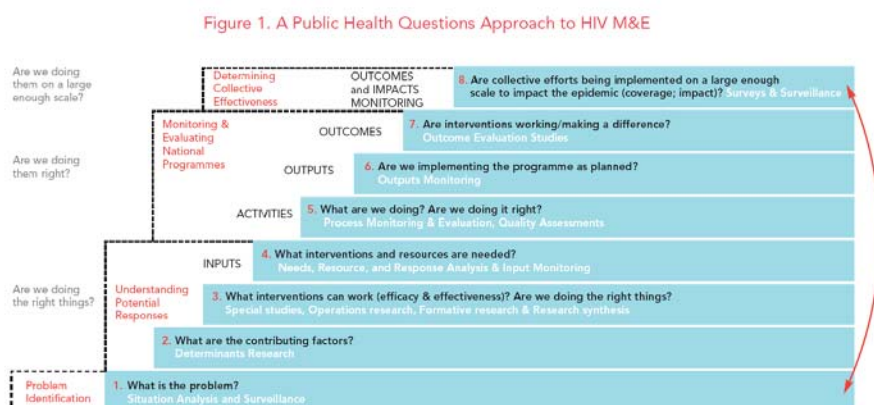 Figure 1. A Public Health Questions Approach to HIV M&E
Are we doing
them on a large
enough scale?
Determining
Collective
Effectiveness
OUTCOMES
and IMPACTS
MONITORING
8. Are collective efforts being implemented on a large enough
scale to impact the epidemic (coverage; impact)? Surveys & Surveillance
Monitoring &
Evaluating
National
Programmes
OUTCOMES
7. Are interventions working/making a difference?
Outcome Evaluation Studies
Are we doing
them right?
OUTPUTS
6. Are we implementing the programme as planned?
Outputs Monitoring
ACTIVITIES
5. What are we doing? Are we doing it right?
Process Monitoring & Evaluation, Quality Assessments
INPUTS
4. What interventions and resources are needed?
Needs, Resource, and Response Analysis & Input Monitoring
Are we doing
the right things?
Understanding
Potential
Responses
3. What interventions can work (efficacy & effectiveness)? Are we doing the right things?
Special studies, Operations research, Formative research & Research synthesis
2. What are the contributing factors?
Determinants Research
Problem
Identification
1. What is the problem?
Situation Analysis and Surveillance